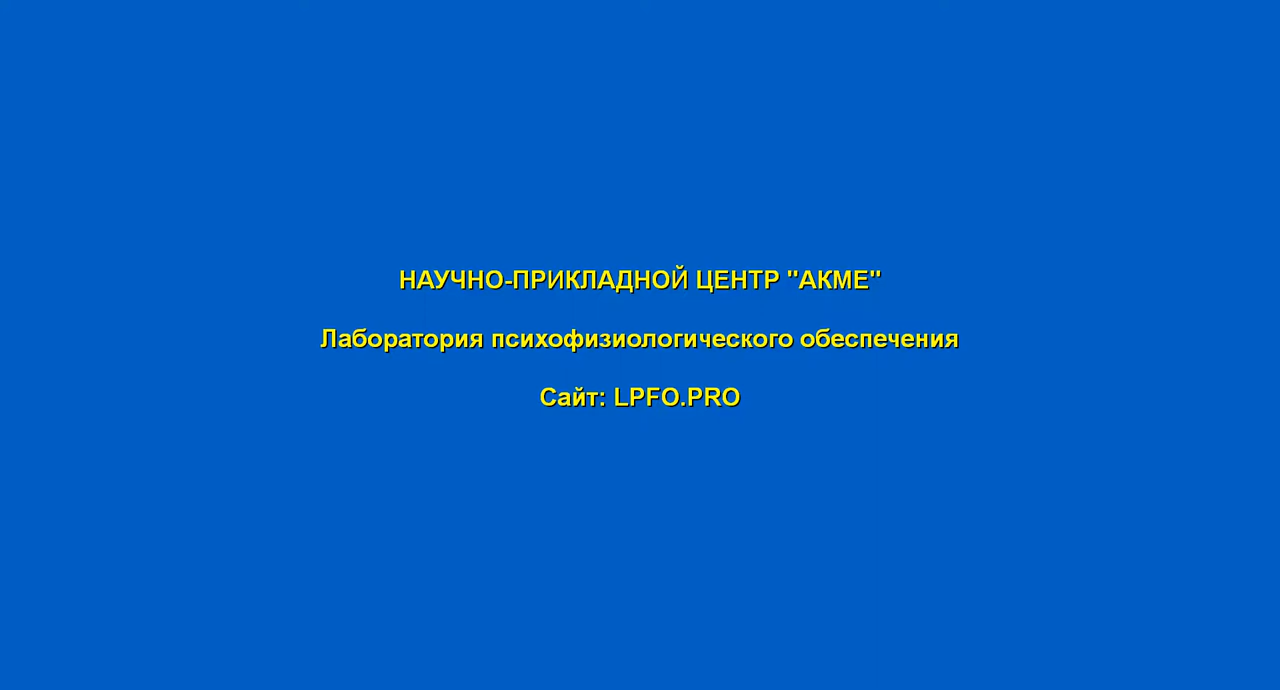 НАУЧНО-ПРИКЛАДНОЙ ЦЕНТР "АКМЕ"
Лаборатория психофизиологического обеспечения
Сайт: LPFO.PRO